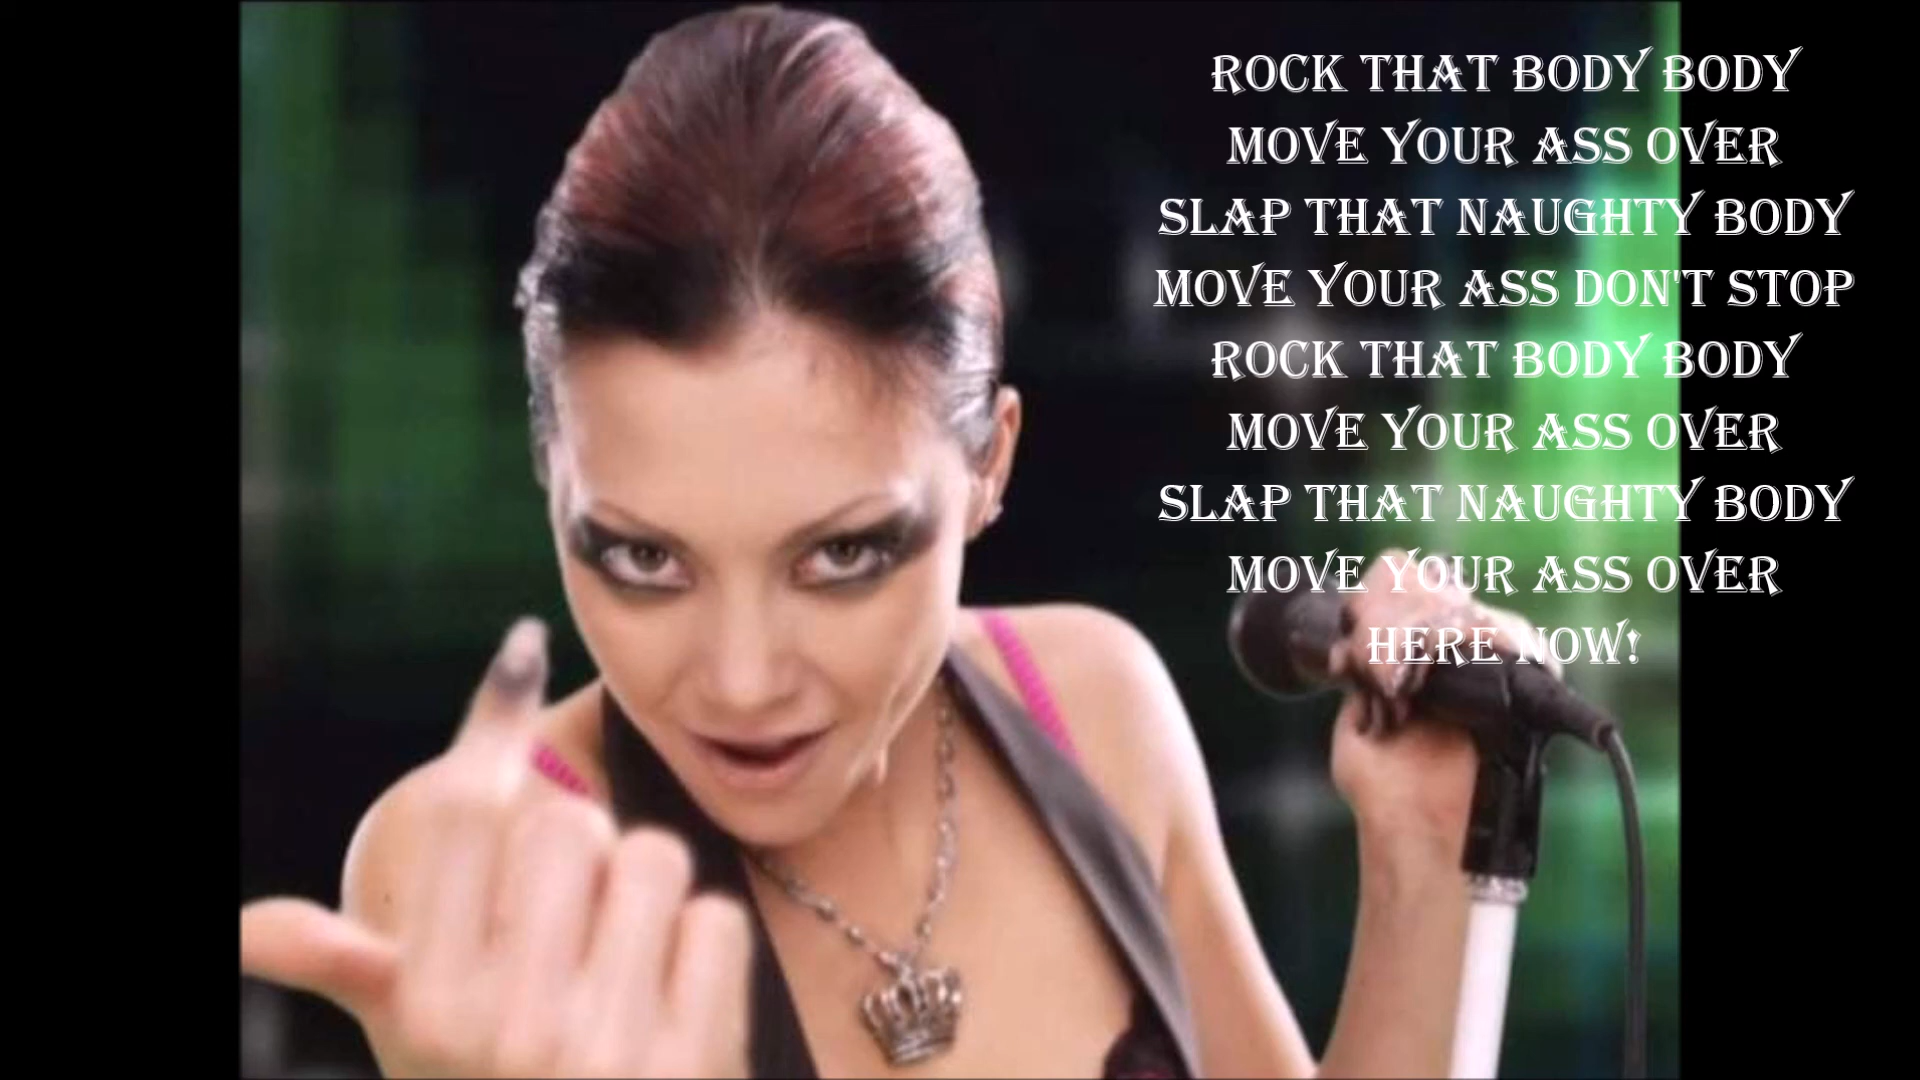 ROCK THAT BODY BODY
MOVE YOUR ASS OVER
SLAP THAT NAUGHTY BODY
MOVE YOUR ASS DON'T STOP
ROCK THAT BODY BODY
MOVE YOUR ASS OVER
SLAP THAT NAUGHTY BODY
MOVE YOUR ASS OVER
HERE NOW!